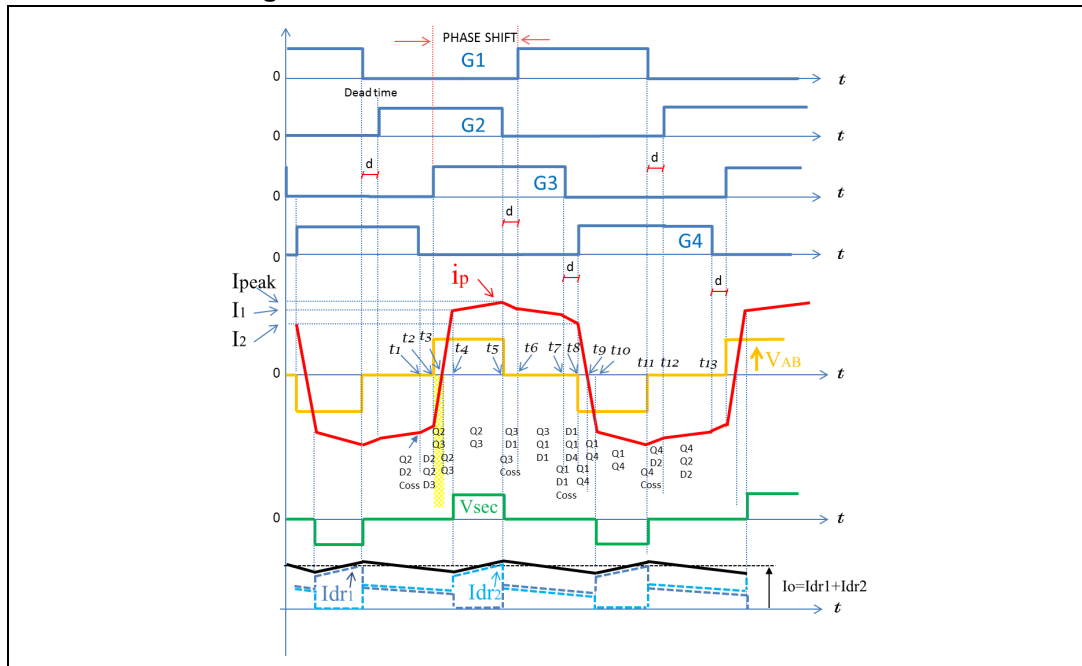 PHASE SHIFT
G1
0
t
Dead time
G2
0
t
d
d
G3
0
t
d
G4
0
t
d
d
Ipeak
I1
I2
ip
t1
t2
t3
t4
t5
t6
t7
t8
t9
t10
t11
t12
t13
VAB
0
t
Q2
D2
Coss
D2
Q2
D3
Q2
Q3
Q2
Q3
Q2
Q3
Q3
D1
Q3
Coss
Q3
Q1
D1
Q1
D1
Coss
D1
Q1
D4
Q1
Q4
Q1
Q4
Q1
Q4
Q4
Coss
Q4
D2
Q4
Q2
D2
Vsec
0
t
Idr1
Idr2
Io=Idr1+Idr2
t